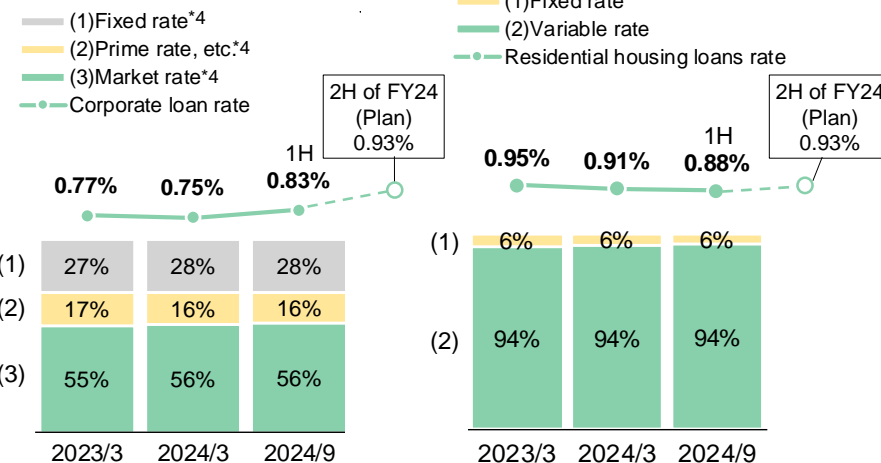 (1)Fixed rate*4
(2)Prime rate, etc.*4
(3)Market rate*4
Corporate loan rate
2H of FY24
(Plan)
0.93%
1H
0.77%
0.75%
0.83%
(1)
27%
28%
28%
(2)
17%
16%
16%
(3)
55%
56%
56%
2023/3
2024/3
2024/9
(1)Fixed rate
(2)Variable rate
Residential housing loans rate
2H of FY24
(Plan)
0.93%
1H
0.95%
0.91%
0.88%
(1)
6%
6%
6%
(2)
94%
94%
94%
2023/3
2024/3
2024/9